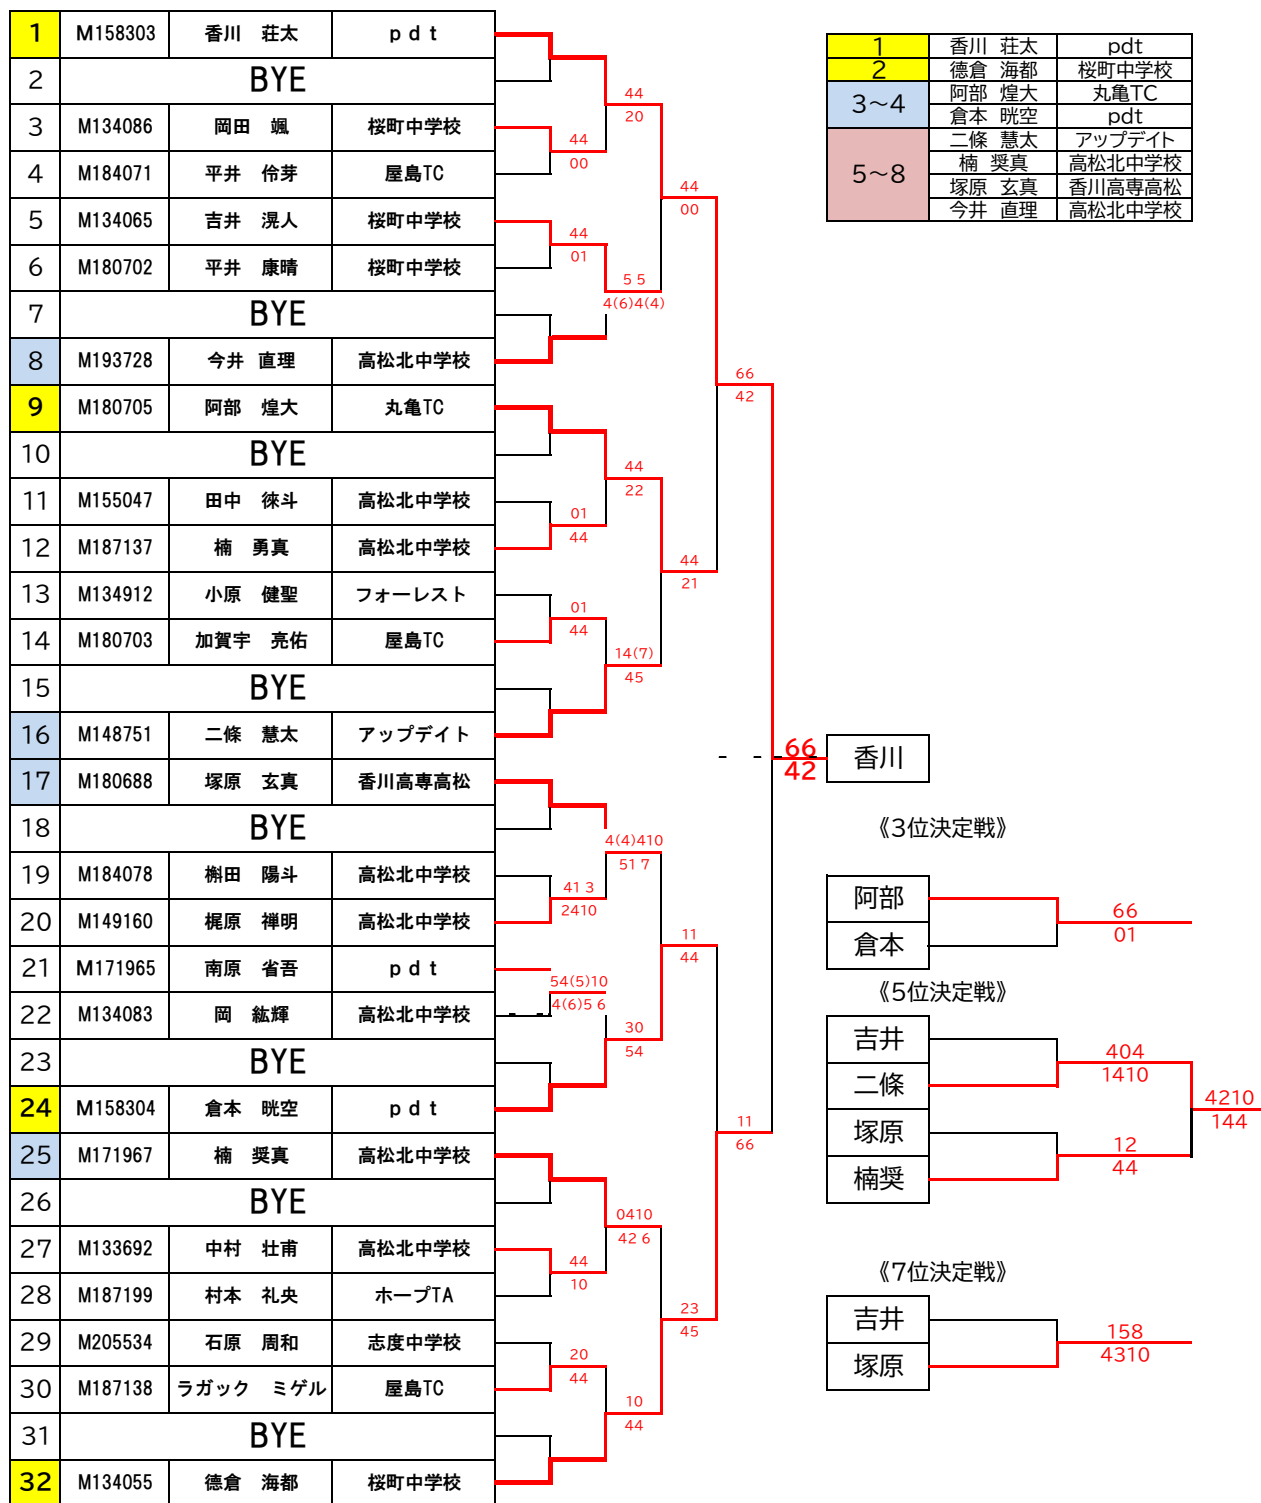 1 M158303 香川 荘太 ｐｄｔ
2 BYE
3 M134086 岡田 颯 桜町中学校
4 M184071 平井 伶芽 屋島TC
5 M134065 吉井 滉人 桜町中学校
6 M180702 平井 康晴 桜町中学校
7 BYE
8 M193728 今井 直理 高松北中学校
9 M180705 阿部 煌大 丸亀TC
10 BYE
11 M155047 田中 徠斗 高松北中学校
12 M187137 楠 勇真 高松北中学校
13 M134912 小原 健聖 フォーレスト
14 M180703 加賀宇 亮佑 屋島TC
15 BYE
16 M148751 二條 慧太 アップデイト
17 M180688 塚原 玄真 香川高専高松
18 BYE
19 M184078 槲田 陽斗 高松北中学校
20 M149160 梶原 禅明 高松北中学校
21 M171965 南原 省吾 ｐｄｔ
22 M134083 岡 紘輝 高松北中学校
23 BYE
24 M158304 倉本 晄空 ｐｄｔ
25 M171967 楠 奨真 高松北中学校
26 BYE
27 M133692 中村 壮甫 高松北中学校
28 M187199 村本 礼央 ホープTA
29 M205534 石原 周和 志度中学校
30 M187138 ラガック ミゲル 屋島TC
31 BYE
32 M134055 德倉 海都 桜町中学校
44
00
44
01
01
44
01
44
41 3
2410
54(5)10
4(6)5 6
44
10
20
44
44
20
5 5
4(6)4(4)
44
22
14(7)
45
4(4)410
51 7
30
54
0410
42 6
10
44
44
00
44
21
11
44
23
45
66
42
11
66
66
42
香川
1 香川 荘太 pdt
2 德倉 海都 桜町中学校
3～4 阿部 煌大 丸亀TC
倉本 晄空 pdt
5～8 二條 慧太 アップデイト
楠 奨真 高松北中学校
塚原 玄真 香川高専高松
今井 直理 高松北中学校
《3位決定戦》
阿部
倉本
66
01
《5位決定戦》
吉井
二條
塚原
楠奨
404
1410
12
44
4210
144
《7位決定戦》
吉井
塚原
158
4310